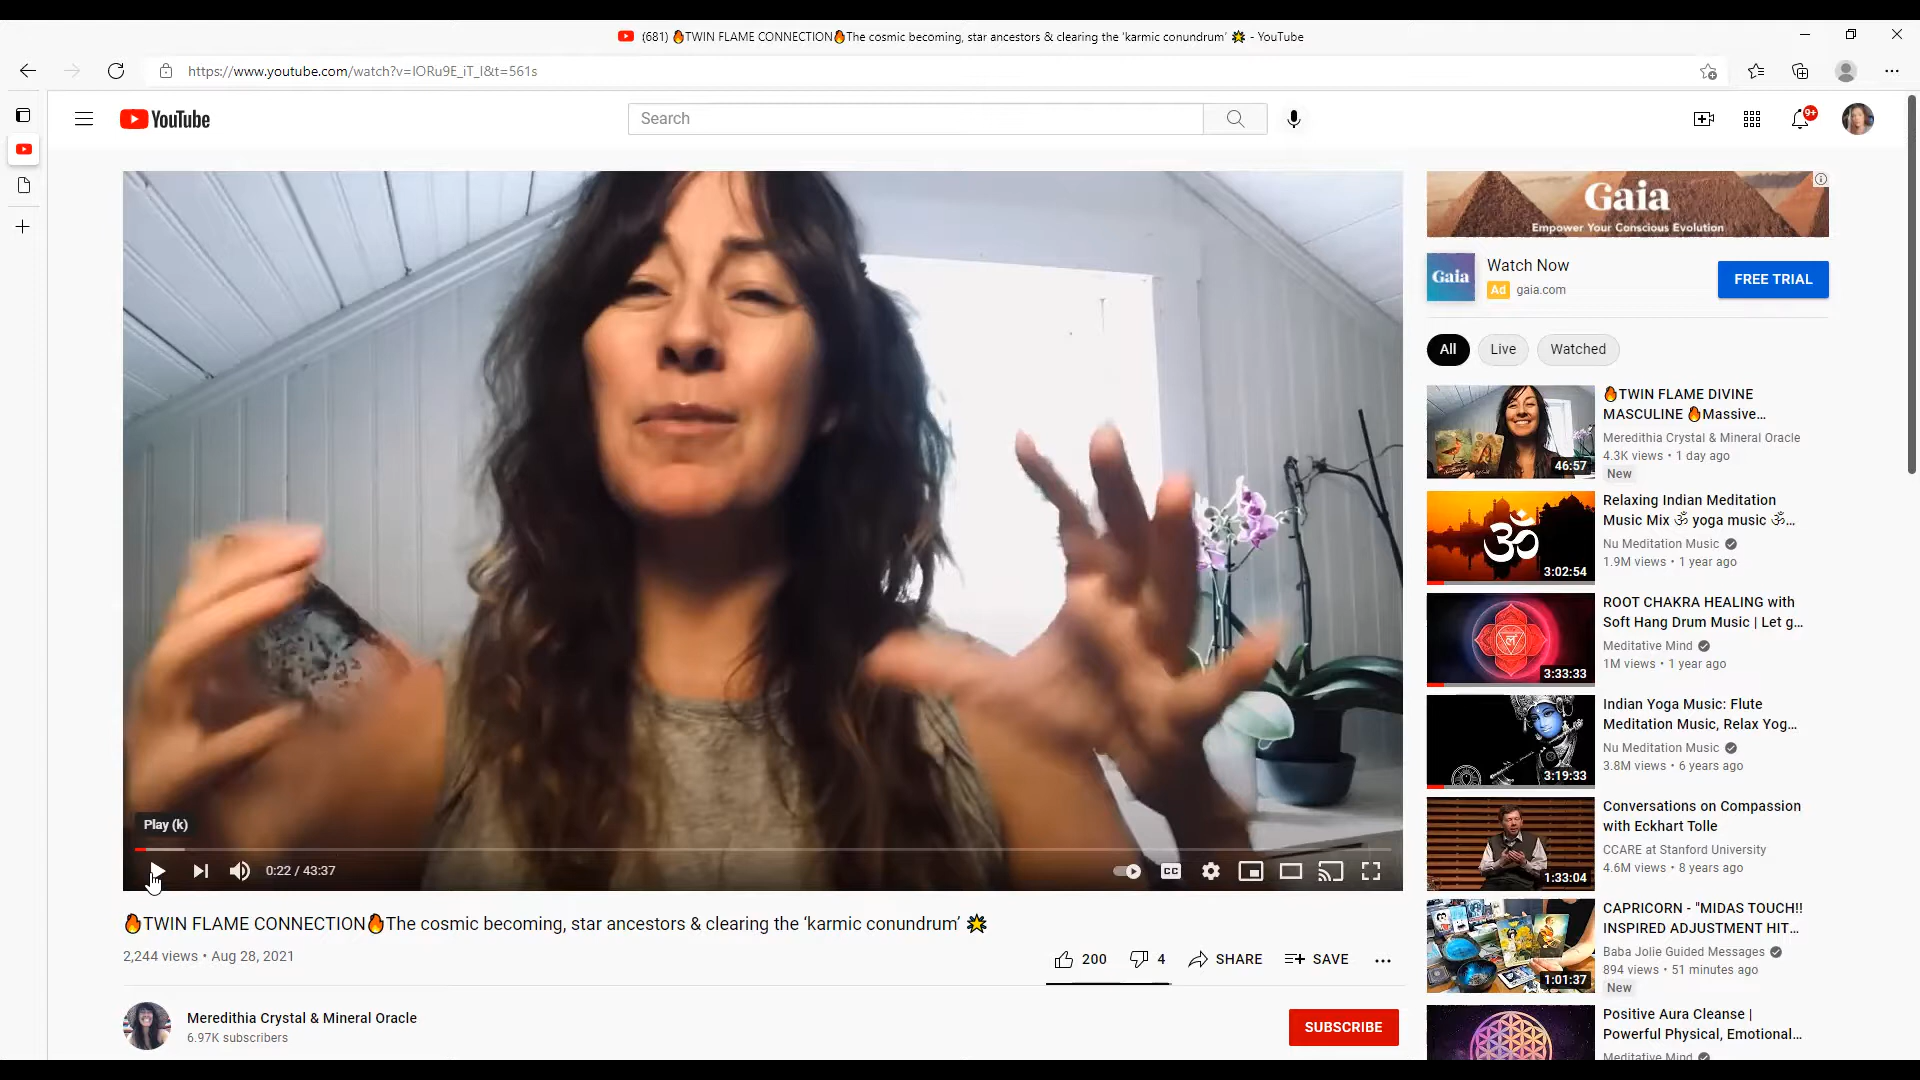 (681) 🔥TWIN FLAME CONNECTION🔥The cosmic becoming, star ancestors & clearing the 'karmic conundrum' 🌟 - YouTube
https://www.youtube.com/watch?v=IORu9E_iT_I&t=561s
YouTube
Search
9+
Gaia
Empower Your Conscious Evolution
Gaia
Watch Now
Ad gaia.com
FREE TRIAL
All Live Watched
🔥TWIN FLAME DIVINE
MASCULINE 🔥Massive...
Meredithia Crystal & Mineral Oracle
4.3K views • 1 day ago
New
46:57
Relaxing Indian Meditation
Music Mix ॐ yoga music ॐ...
Nu Meditation Music
1.9M views • 1 year ago
ॐ
3:02:54
ROOT CHAKRA HEALING with
Soft Hang Drum Music | Let g...
Meditative Mind
1M views • 1 year ago
3:33:33
Indian Yoga Music: Flute
Meditation Music, Relax Yog...
Nu Meditation Music
3.8M views • 6 years ago
3:19:33
Conversations on Compassion
with Eckhart Tolle
CCARE at Stanford University
4.6M views • 8 years ago
1:33:04
CAPRICORN - "MIDAS TOUCH!!
INSPIRED ADJUSTMENT HIT...
Baba Jolie Guided Messages
894 views • 51 minutes ago
New
1:01:37
Positive Aura Cleanse |
Powerful Physical, Emotional...
Meditative Mind
Play (k)
0:22 / 43:37
CC
🔥TWIN FLAME CONNECTION🔥The cosmic becoming, star ancestors & clearing the ‘karmic conundrum’ 🌟
2,244 views • Aug 28, 2021
200 4 SHARE SAVE
Meredithia Crystal & Mineral Oracle
6.97K subscribers
SUBSCRIBE